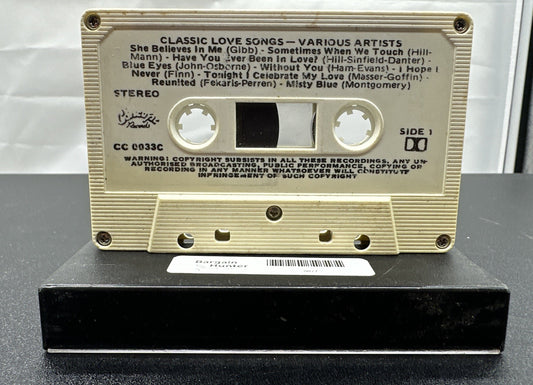 CLASSIC LOVE SONGS — VARIOUS ARTISTS
She Believes In Me (Gibb) - Sometimes When We Touch (Hill-
Mann) - Have You Ever Been In Love? (Hill-Sinfield-Danter) -
Blue Eyes (John-Osborne) - Without You (Ham-Evans) - I Hope I
Never (Finn) - Tonight I Celebrate My Love (Masser-Goffin) -
Reunited (Fekaris-Perren) - Misty Blue (Montgomery)
STEREO
Records
SIDE 1
CC 0033C
WARNING! COPYRIGHT SUBSISTS IN ALL THESE RECORDINGS, ANY UN-
AUTHORISED BROADCASTING, PUBLIC PERFORMANCE, COPYING OR
RECORDING IN ANY MANNER WHATSOEVER WILL CONSTITUTE
INFRINGEMENT OF SUCH COPYRIGHT
Bargain
Hunter